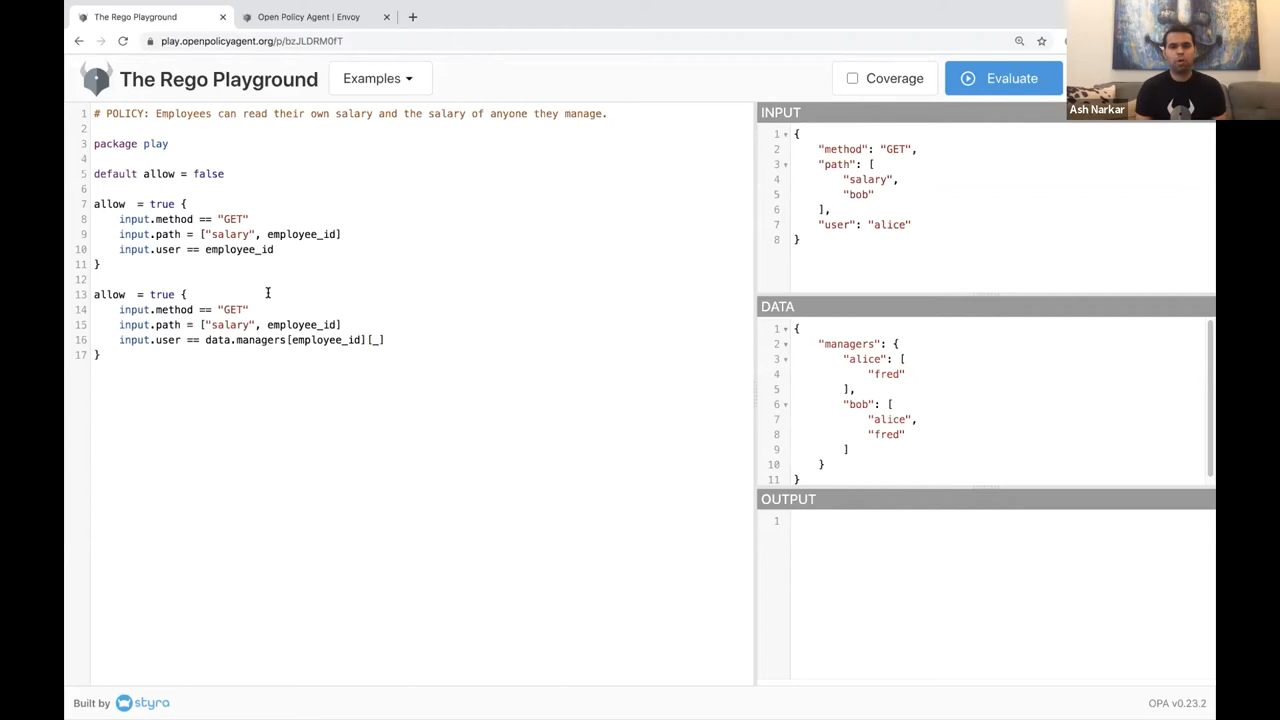 The Rego Playground
Open Policy Agent | Envoy
play.openpolicyagent.org/p/bzJLDRM0fT
The Rego Playground
Examples
Coverage
Evaluate
Ash Narkar
1 # POLICY: Employees can read their own salary and the salary of anyone they manage.
2
3 package play
4
5 default allow = false
6
7 allow  = true {
8     input.method == "GET"
9     input.path = ["salary", employee_id]
10     input.user == employee_id
11 }
12
13 allow  = true {
14     input.method == "GET"
15     input.path = ["salary", employee_id]
16     input.user == data.managers[employee_id][_]
17 }
INPUT
1 {
2     "method": "GET",
3     "path": [
4         "salary",
5         "bob"
6     ],
7     "user": "alice"
8 }
DATA
1 {
2     "managers": {
3         "alice": [
4             "fred"
5         ],
6         "bob": [
7             "alice",
8             "fred"
9         ]
10     }
11 }
OUTPUT
1
Built by styra
OPA v0.23.2